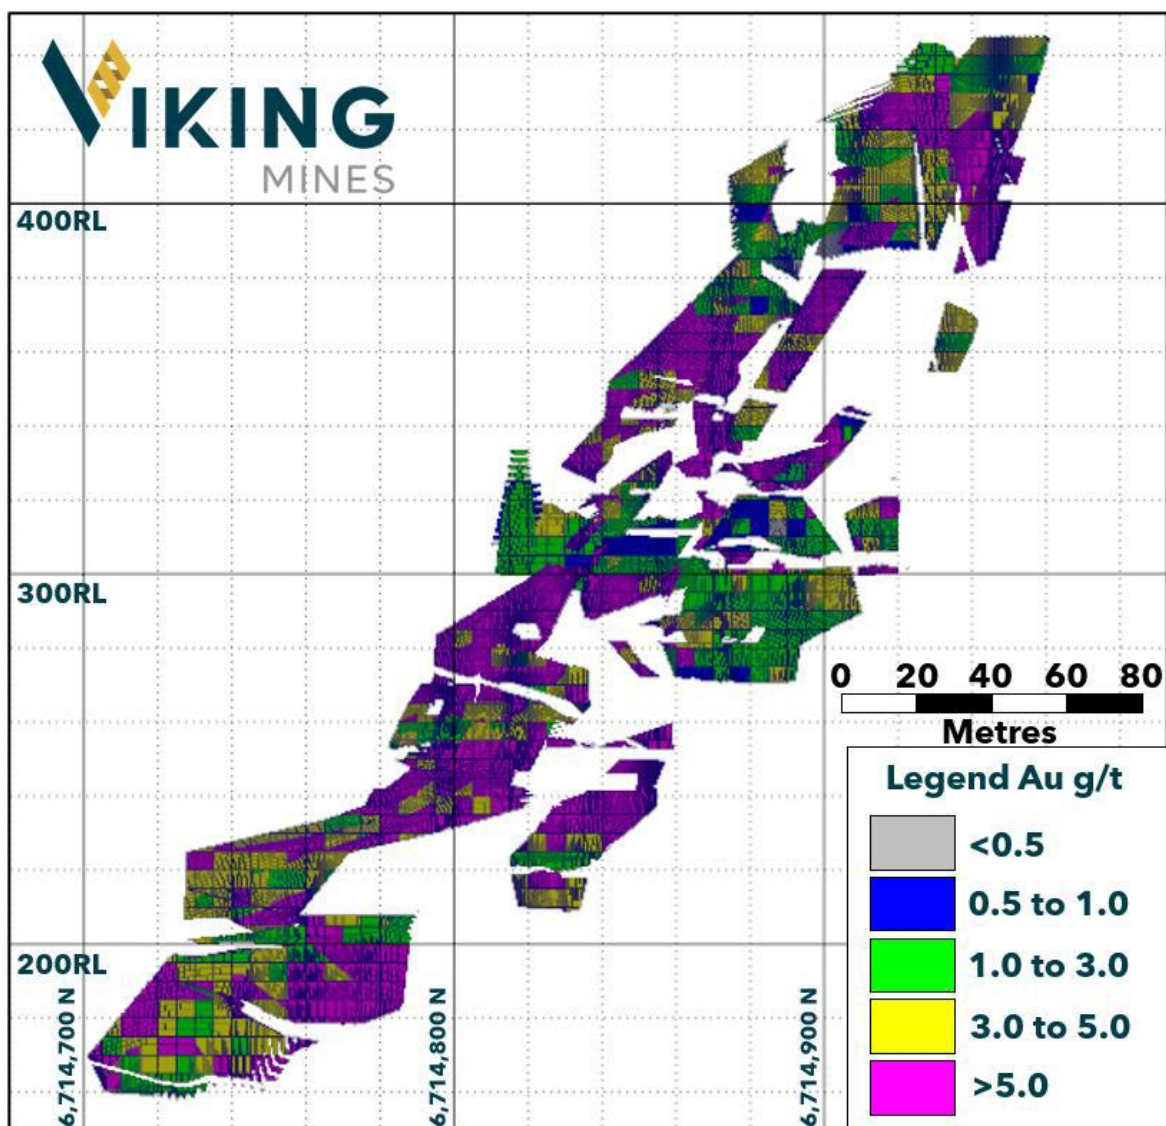 VIKING
MINES
400RL
300RL
0 20 40 60 80
Metres
Legend Au g/t
<0.5
0.5 to 1.0
1.0 to 3.0
3.0 to 5.0
>5.0
200RL
6,714,700 N
6,714,800 N
6,714,900 N